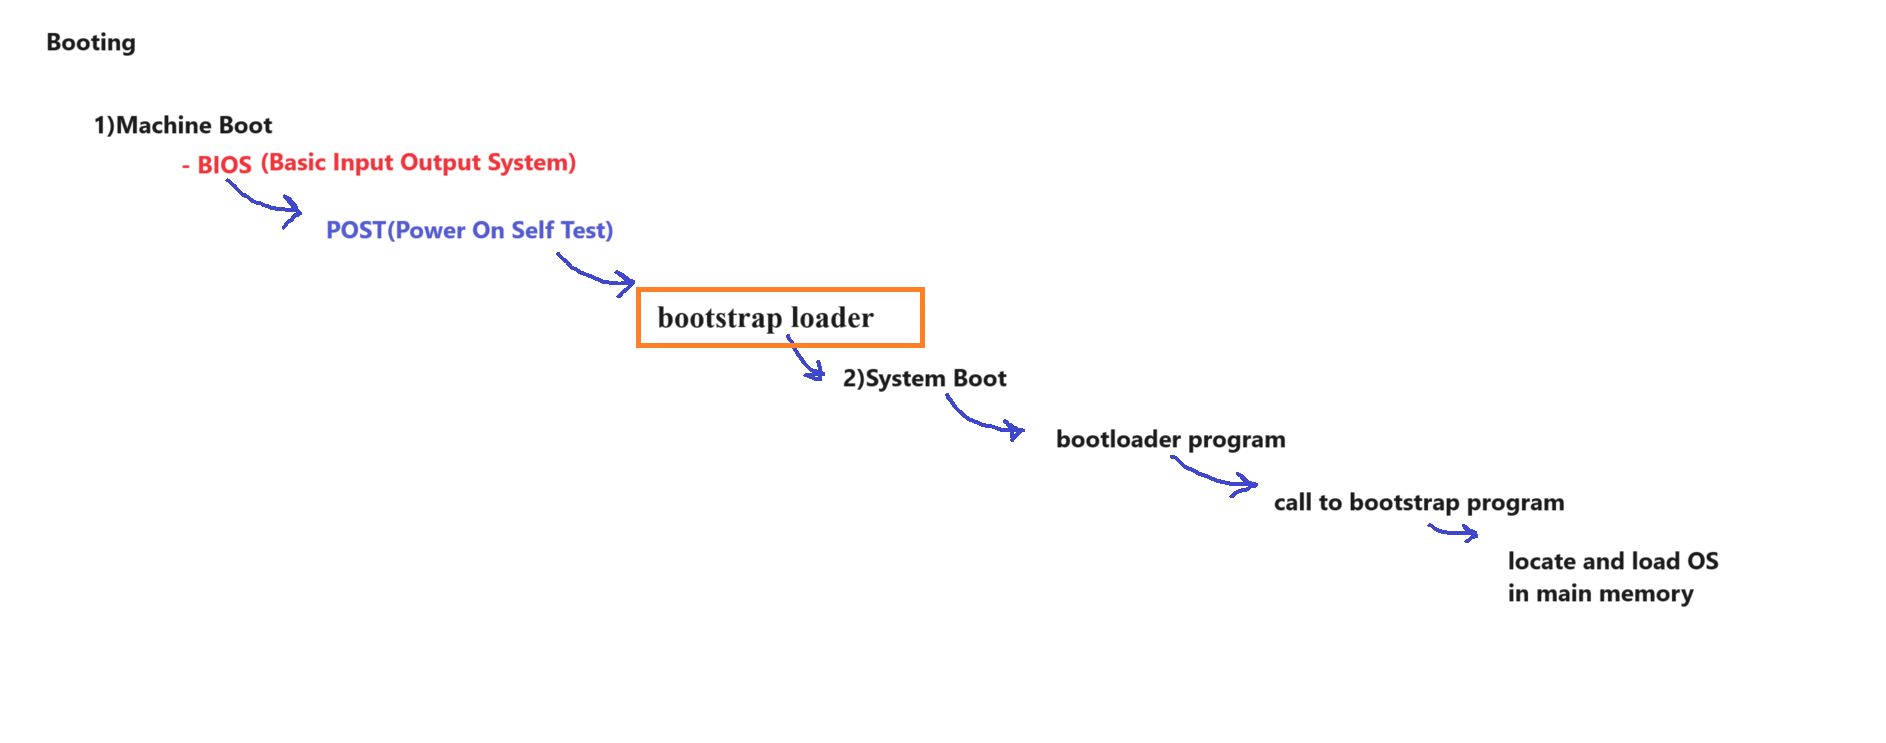 Booting
1)Machine Boot
- BIOS (Basic Input Output System)
POST(Power On Self Test)
bootstrap loader
2)System Boot
bootloader program
call to bootstrap program
locate and load OS
in main memory